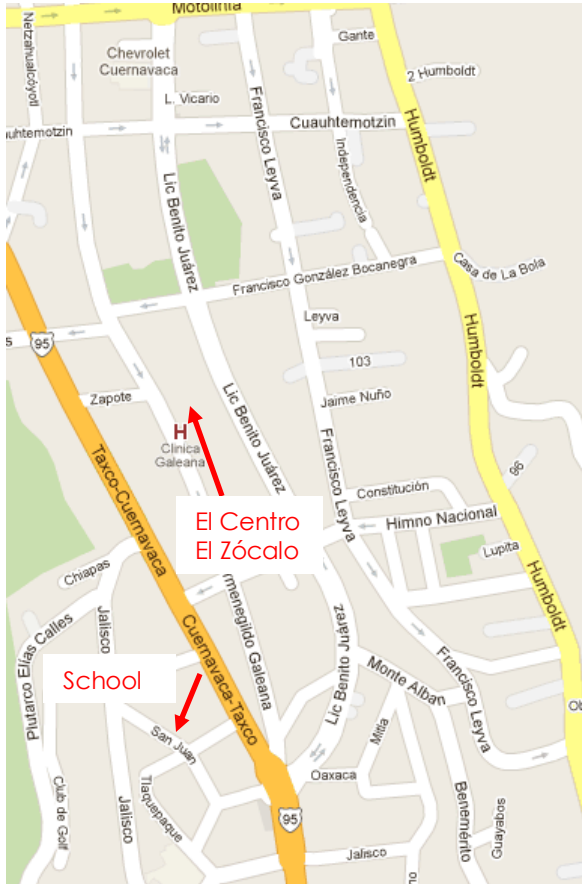 Motolinia
Netzahualcóyotl
Gante
Chevrolet
Cuernavaca
2 Humboldt
L. Vicario
Francisco Leyva
Cuauhtemotzin
uauhtemotzin
Humboldt
Independencia
Lic Benito Juárez
Casa de La Bola
Francisco González Bocanegra
Leyva
95
Humboldt
103
Zapote
Lic Benito Juárez
Jaime Nuño
H
Clinica
Galeana
Taxco-Cuernavaca
Francisco Leyva
96
Constitución
El Centro
El Zócalo
Himno Nacional
Lupita
Chiapas
Humboldt
Plutarco Elías Calles
Jalisco
rmenegildo Galeana
Lic Benito Juárez
Cuernavaca-Taxco
Francisco Leyva
Monte Alban
School
San Juan
Mitla
Ob
Oaxaca
Tlaquepaque
Club de Golf
Jalisco
95
Benemérito
Guayabos
Jalisco